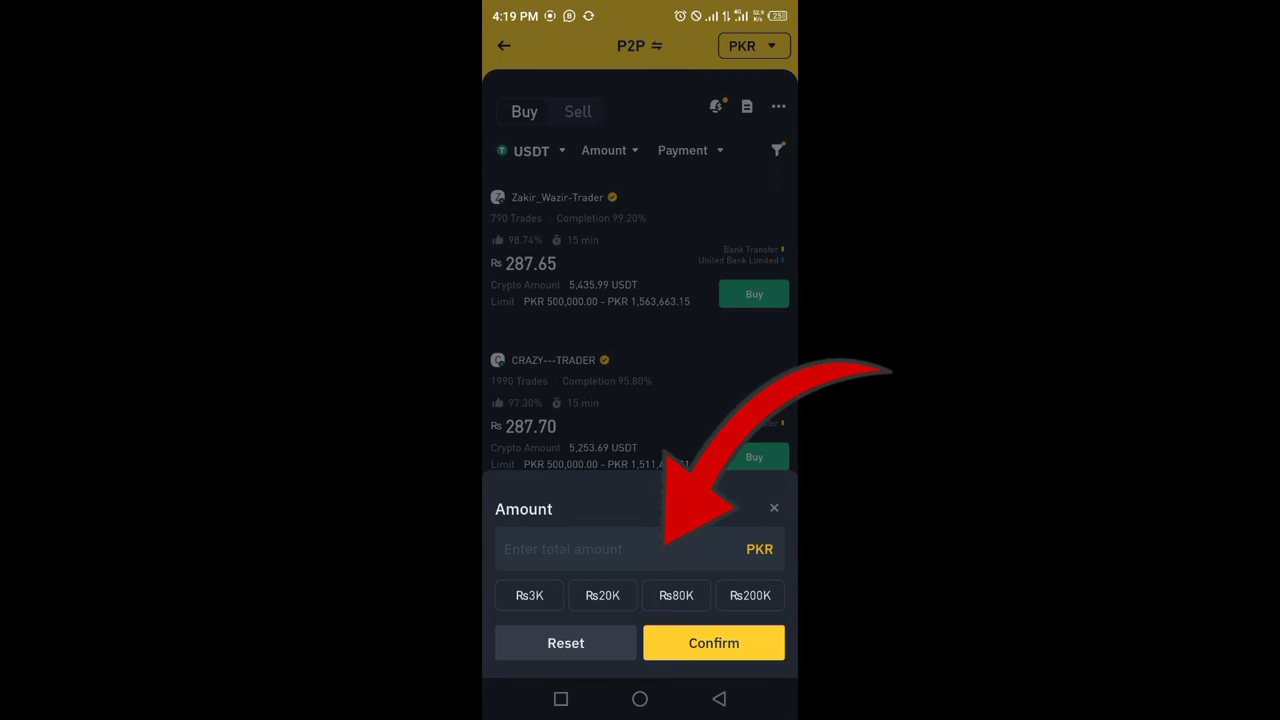 4:19 PM
4G 52.9 K/s 25
P2P PKR
Buy Sell
USDT Amount Payment
Z Zakir_Wazir-Trader
790 Trades Completion 99.20%
98.74% 15 min
Bank Transfer
Rs 287.65 United Bank Limited
Crypto Amount 5,435.99 USDT
Buy
Limit PKR 500,000.00 - PKR 1,563,663.15
C CRAZY---TRADER
1990 Trades Completion 95.80%
97.30% 15 min
Rs 287.70
Crypto Amount 5,253.69 USDT
Buy
Limit PKR 500,000.00 - PKR
Amount
Enter total amount PKR
Rs3K Rs20K Rs80K Rs200K
Reset Confirm